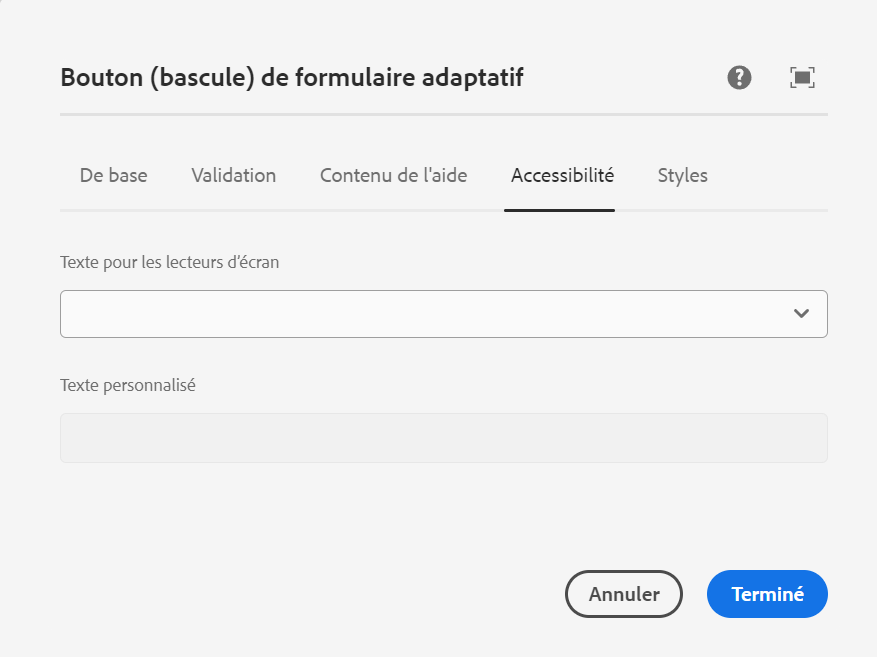 Bouton (bascule) de formulaire adaptatif
De base Validation Contenu de l'aide Accessibilité Styles
Texte pour les lecteurs d’écran
Texte personnalisé
Annuler Terminé